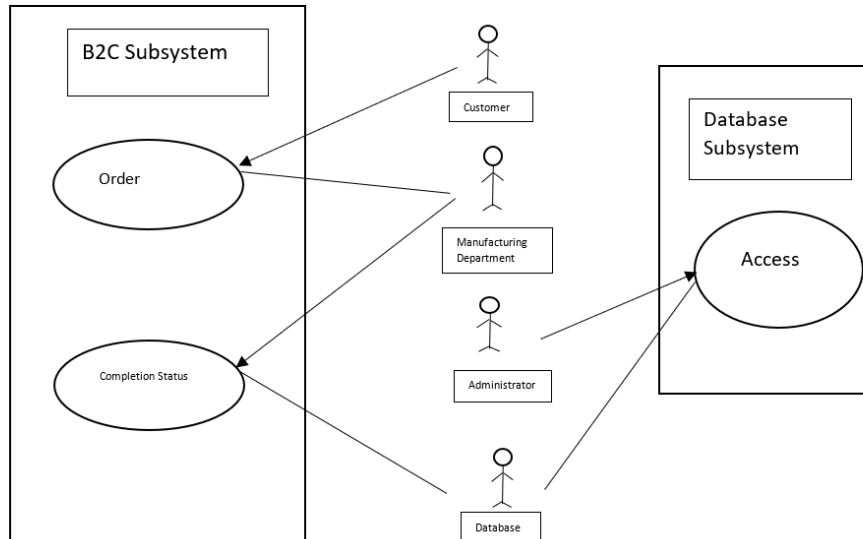 B2C Subsystem
Customer
Database
Subsystem
Order
Manufacturing
Department
Access
Completion Status
Administrator
Database